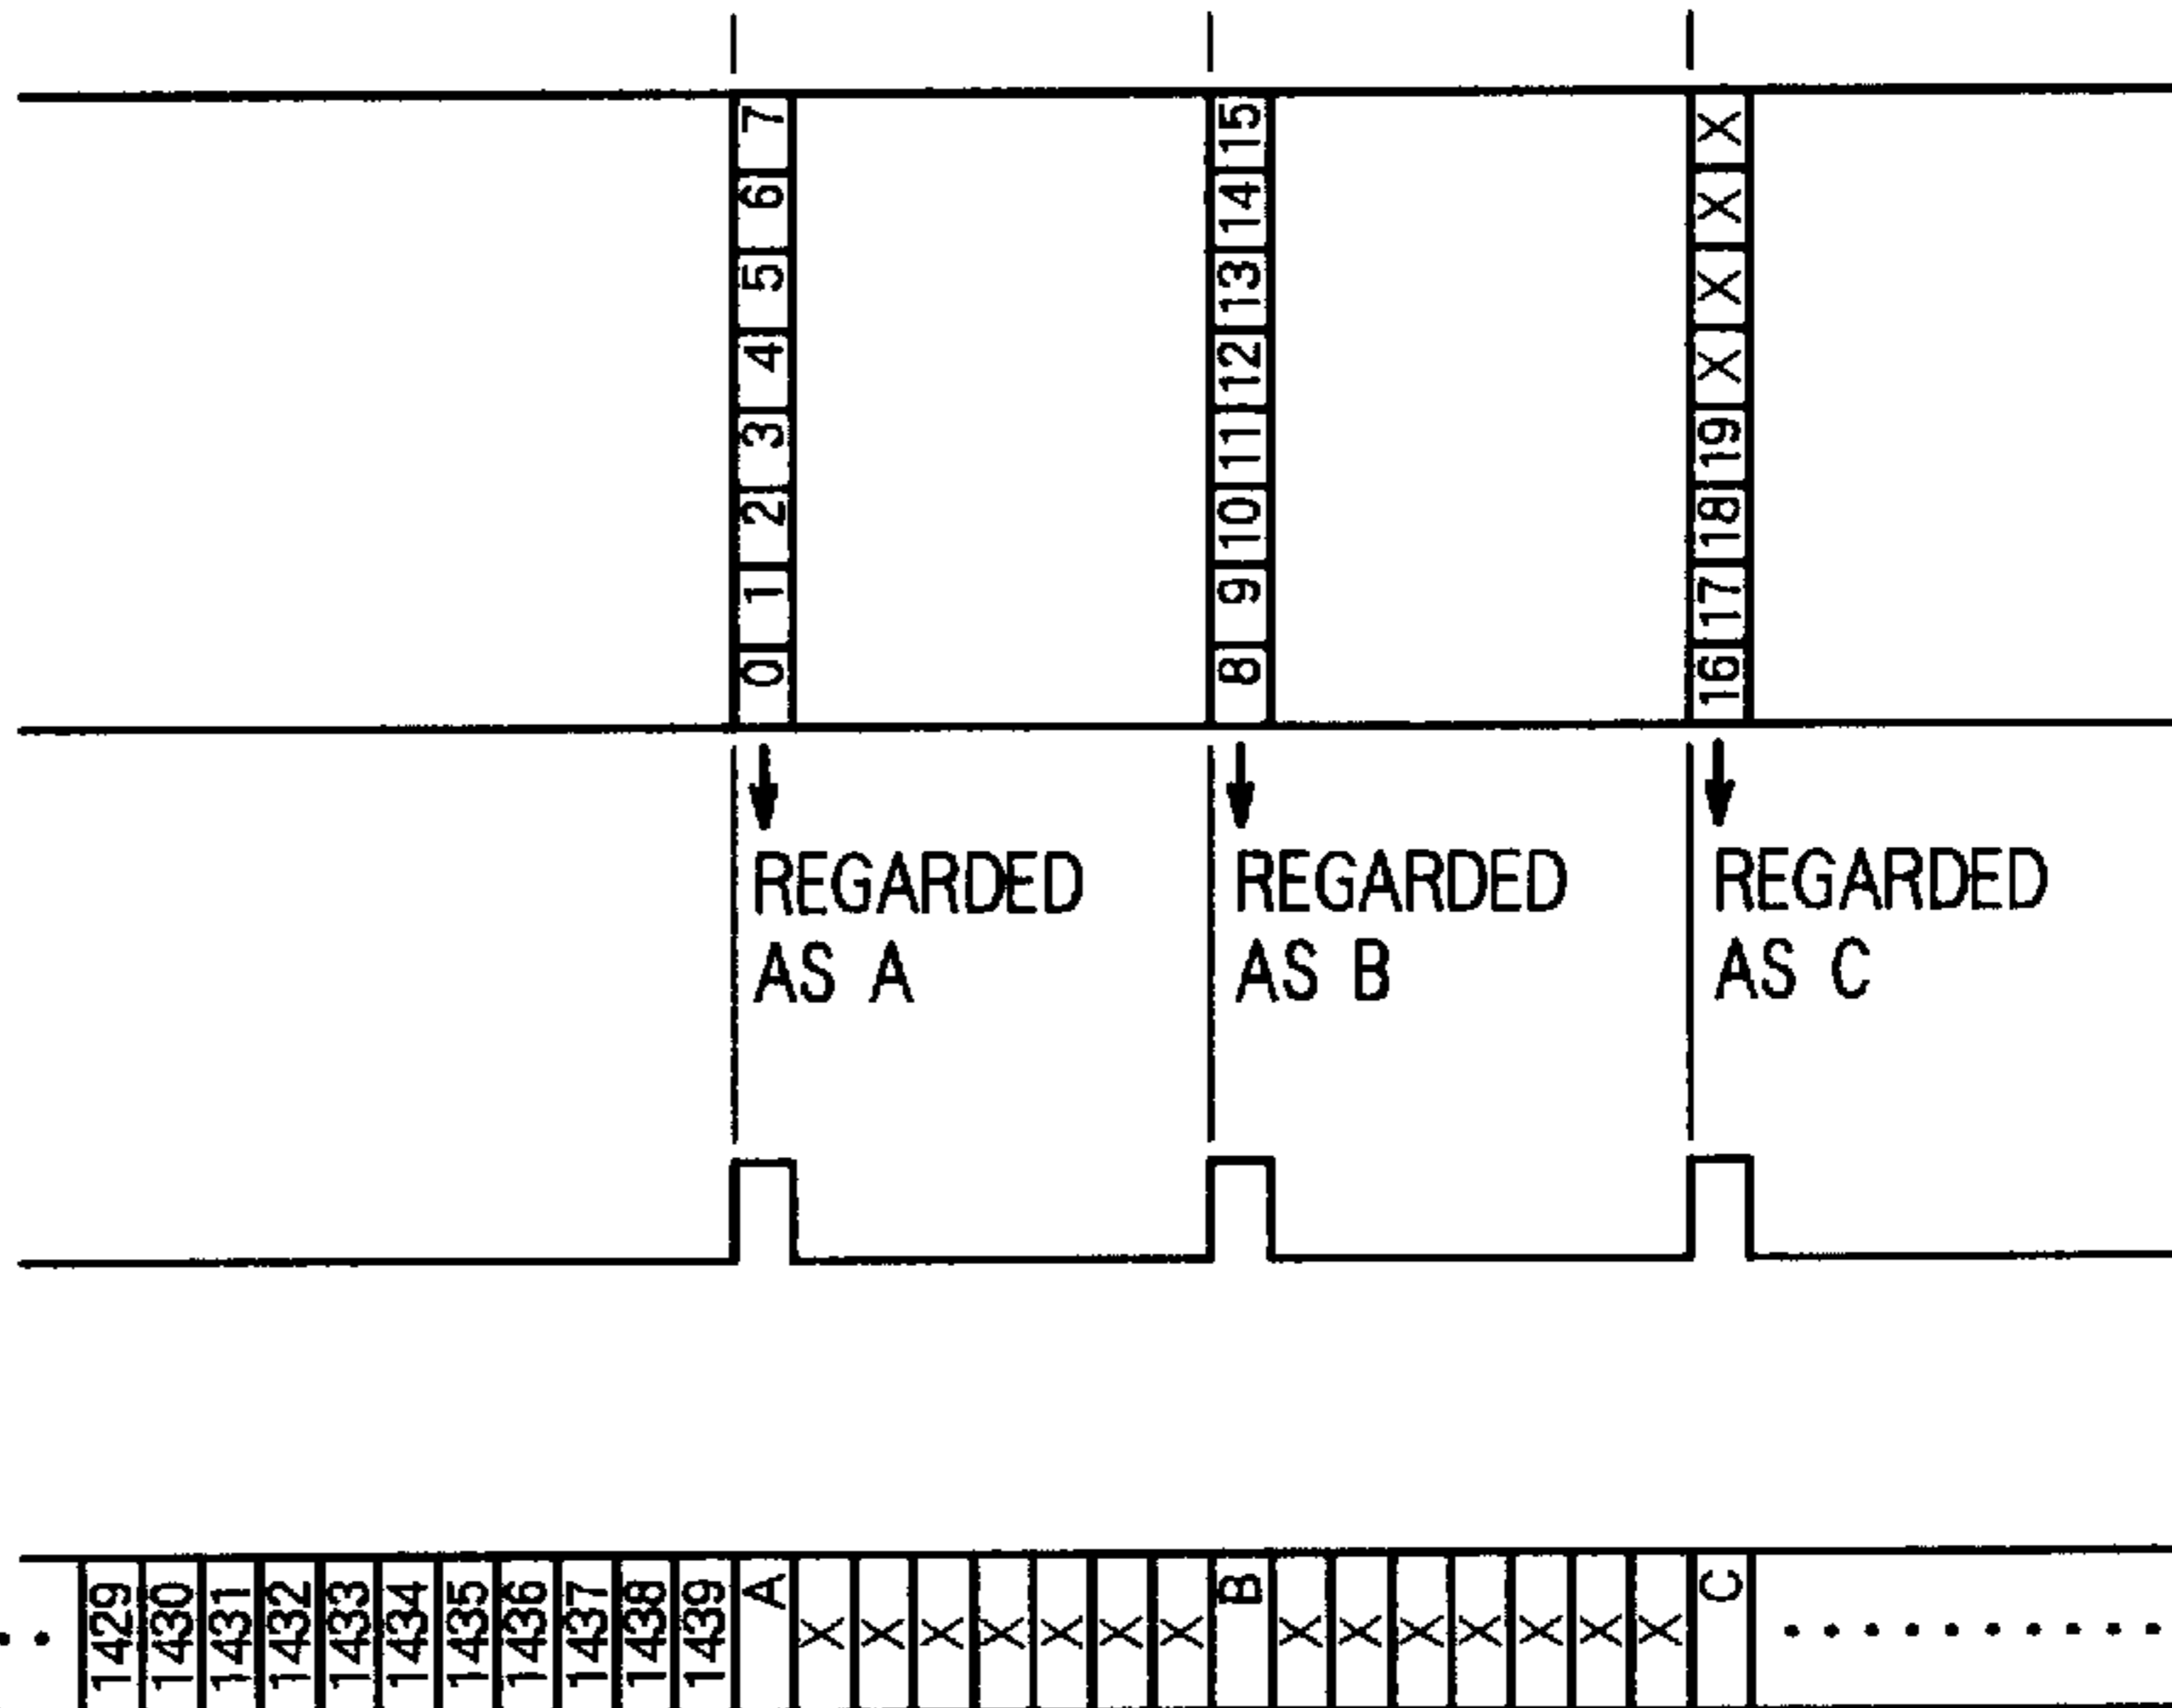 0 1 2 3 4 5 6 7
8 9 10 11 12 13 14 15
16 17 18 19 X X X X
REGARDED
AS A
REGARDED
AS B
REGARDED
AS C
1429 1430 1431 1432 1433 1434 1435 1436 1437 1438 1439 A X X X X X X X B X X X X X X X C